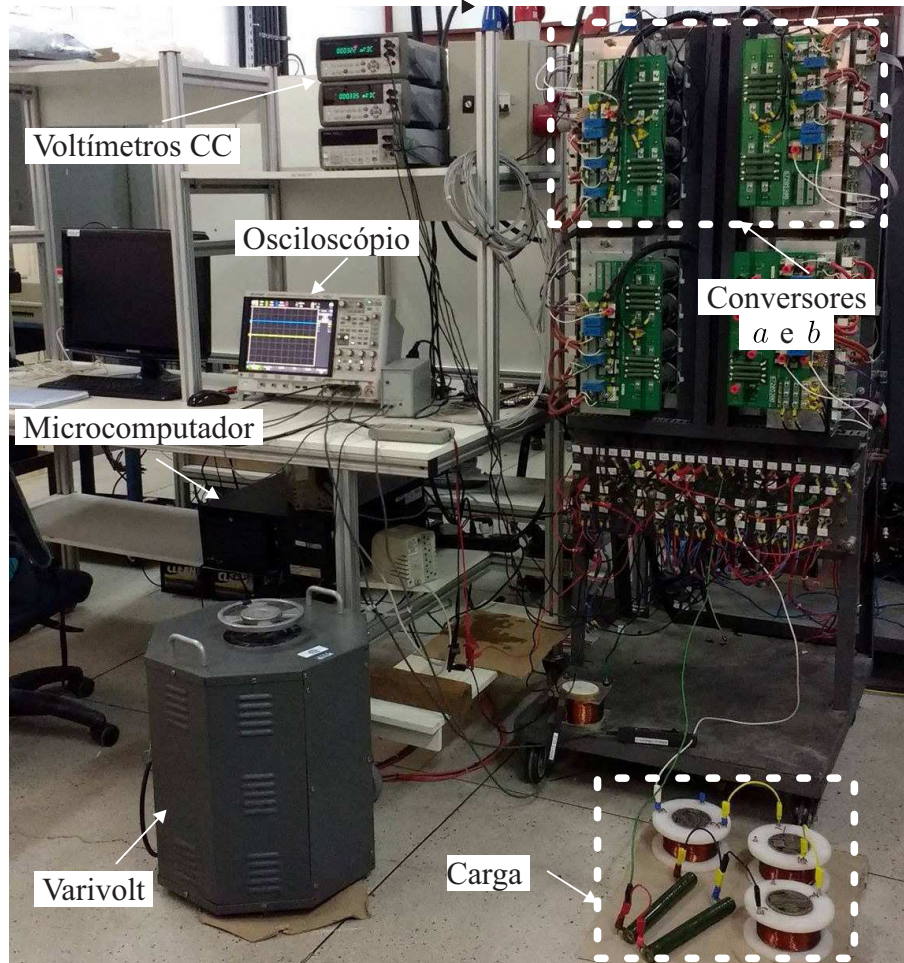 Voltímetros CC
Osciloscópio
Conversores
a e b
Microcomputador
Varivolt
Carga